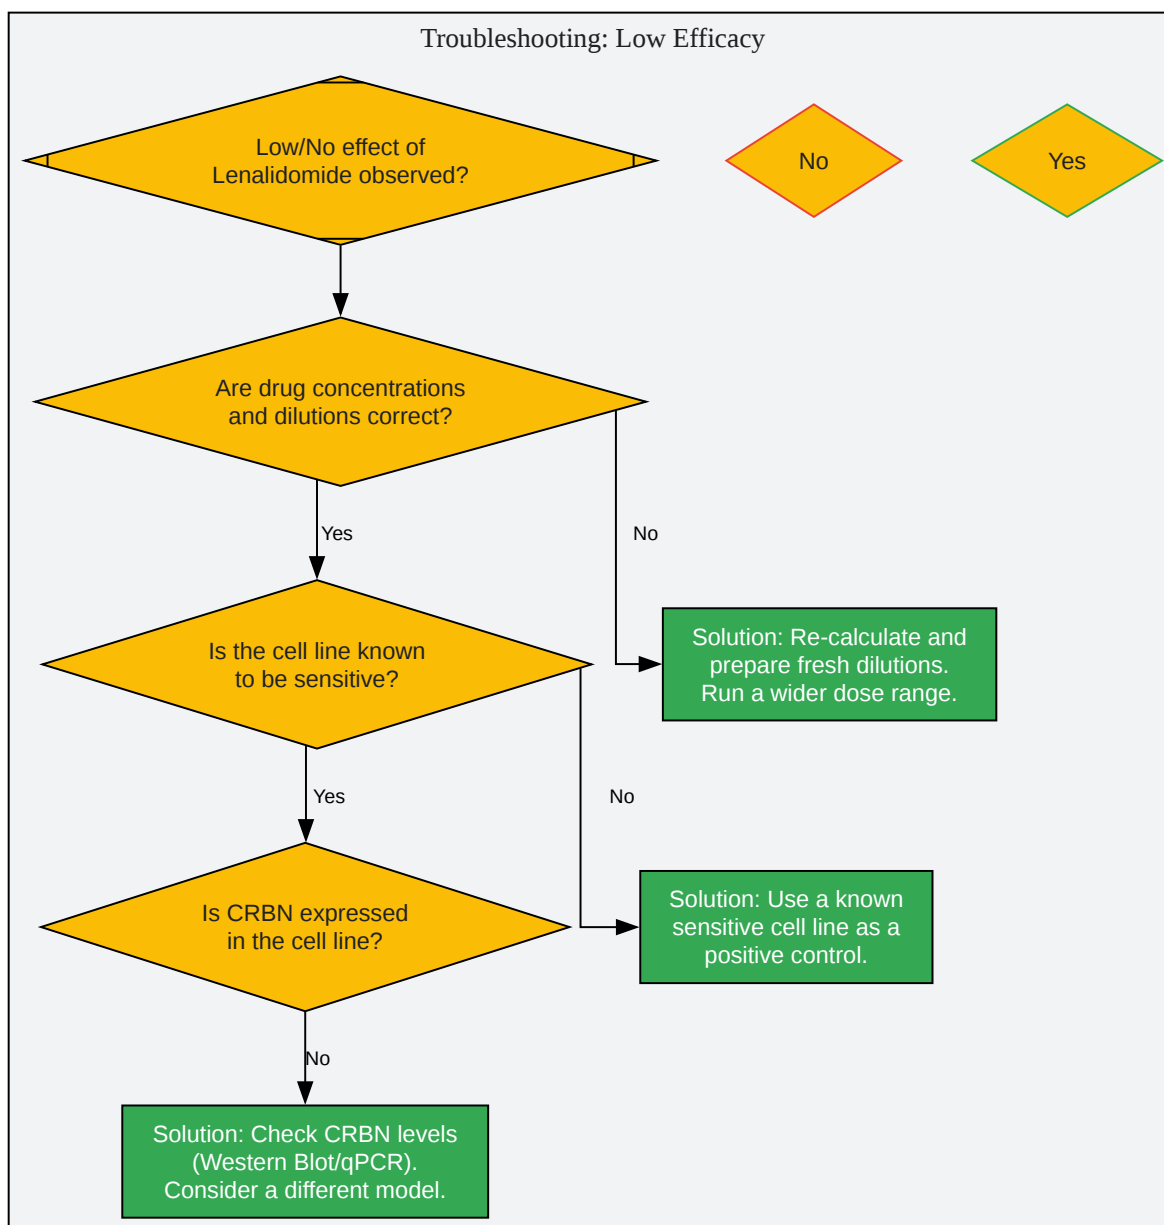 Troubleshooting: Low Efficacy
Low/No effect of
Lenalidomide observed?
No
Yes
Are drug concentrations
and dilutions correct?
Yes
No
Is the cell line known
to be sensitive?
Solution: Re-calculate and
prepare fresh dilutions.
Run a wider dose range.
Yes
No
Is CRBN expressed
in the cell line?
Solution: Use a known
sensitive cell line as a
positive control.
No
Solution: Check CRBN levels
(Western Blot/qPCR).
Consider a different model.